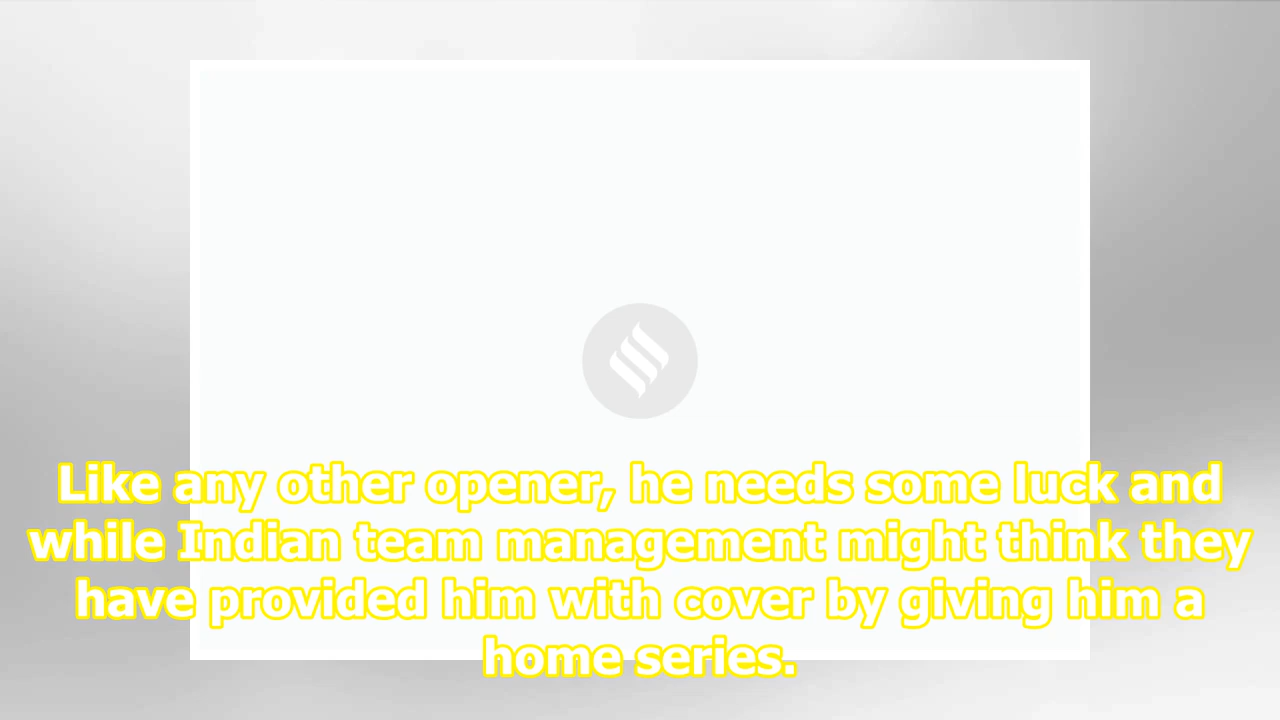 Like any other opener, he needs some luck and
while Indian team management might think they
have provided him with cover by giving him a
home series.